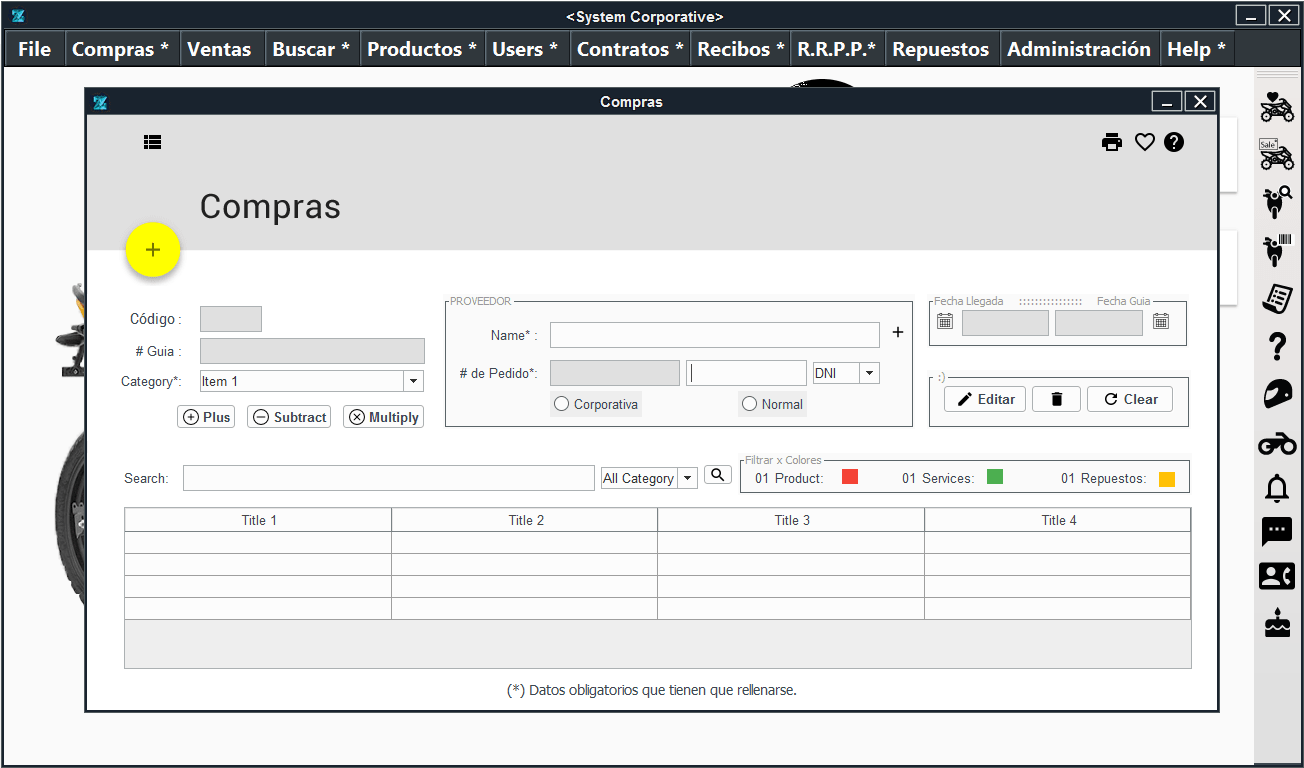 <System Corporative>
File Compras * Ventas Buscar * Productos * Users * Contratos * Recibos * R.R.P.P.* Repuestos Administración Help *
Compras
Compras
Sale
PROVEEDOR
Fecha Llegada Fecha Guia
Código :
Name* :
# Guia :
# de Pedido*: DNI
Category*: Item 1
:)
Corporativa Normal
Editar Clear
Plus Subtract Multiply
Filtrar x Colores
Search: All Category 01 Product: 01 Services: 01 Repuestos:
Title 1 Title 2 Title 3 Title 4
(*) Datos obligatorios que tienen que rellenarse.